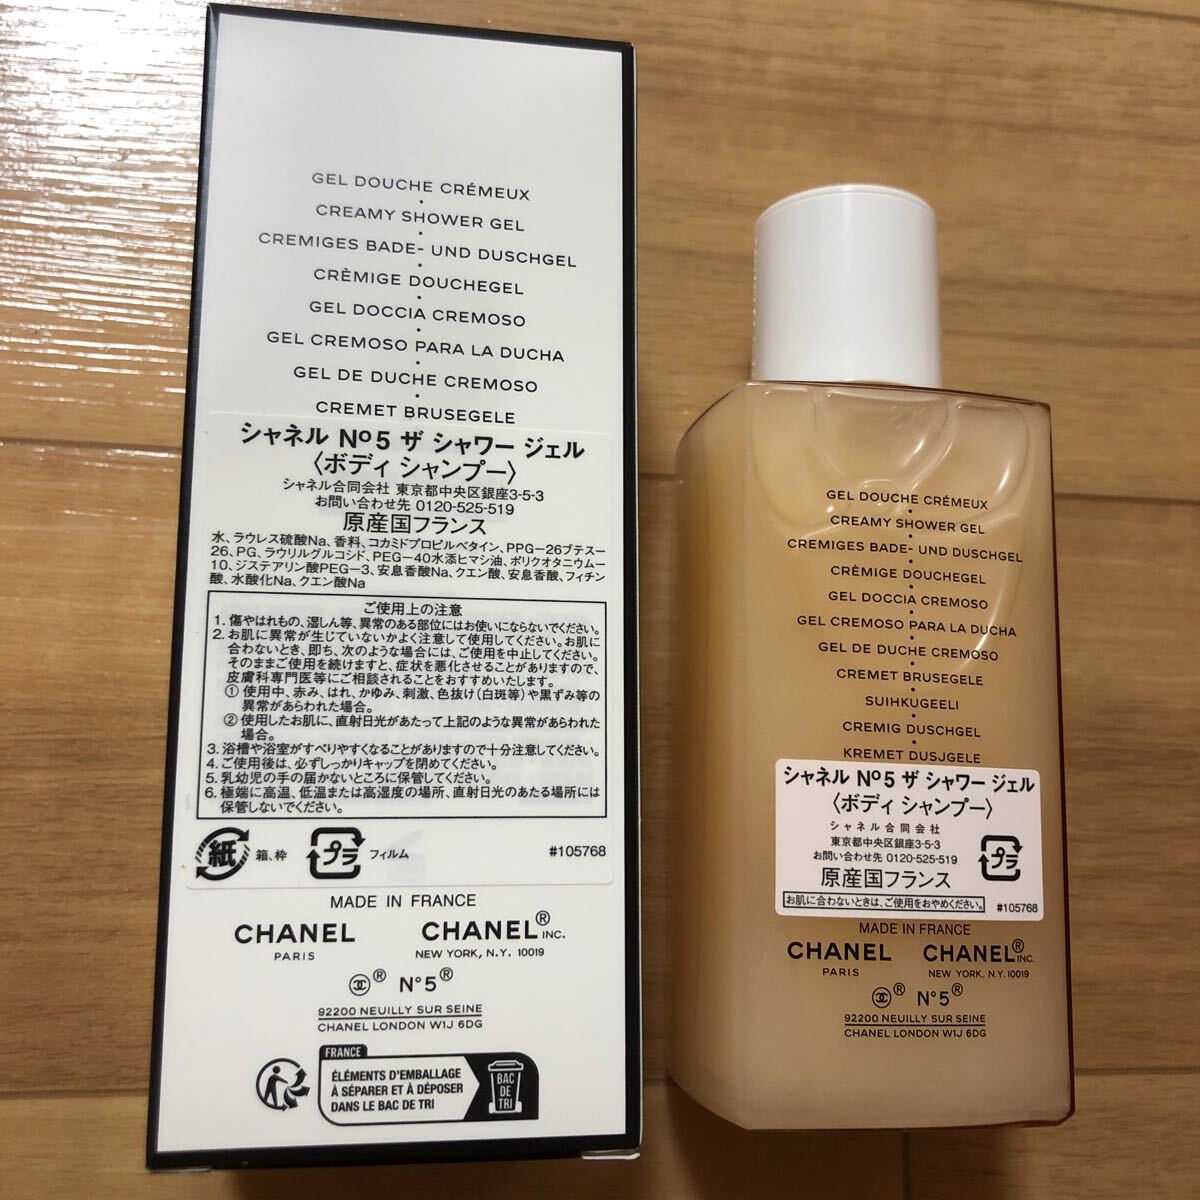 GEL DOUCHE CRÉMEUX
CREAMY SHOWER GEL
CREMIGES BADE- UND DUSCHGEL
CRÈMIGE DOUCHEGEL
GEL DOCCIA CREMOSO
GEL CREMOSO PARA LA DUCHA
GEL DE DUCHE CREMOSO
CREMET BRUSEGELE
シャネル Nº5 ザ シャワー ジェル
〈ボディ シャンプー〉
シャネル合同会社 東京都中央区銀座3-5-3
お問い合わせ先 0120-525-519
原産国フランス
水、ラウレス硫酸Na、香料、コカミドプロピルベタイン、PPG-26ブテス-
26、PG、ラウリルグルコシド、PEG-40水添ヒマシ油、ポリクオタニウム-
10、ジステアリン酸PEG-3、安息香酸Na、クエン酸、安息香酸、フィチン
酸、水酸化Na、クエン酸Na
ご使用上の注意
1. 傷やはれもの、湿しん等、異常のある部位にはお使いにならないでください。
2. お肌に異常が生じていないかよく注意して使用してください。お肌に
合わないとき、即ち、次のような場合には、ご使用を中止してください。
そのままご使用を続けますと、症状を悪化させることがありますので、
皮膚科専門医等にご相談されることをおすすめいたします。
① 使用中、赤み、はれ、かゆみ、刺激、色抜け(白斑等)や黒ずみ等の
異常があらわれた場合。
② 使用したお肌に、直射日光があたって上記のような異常があらわれた
場合。
3. 浴槽や浴室がすべりやすくなることがありますので十分注意してください。
4. ご使用後は、必ずしっかりキャップを閉めてください。
5. 乳幼児の手の届かないところに保管してください。
6. 極端に高温、低温または高湿度の場所、直射日光のあたる場所には
保管しないでください。
紙 箱、枠 プラ フィルム #105768
MADE IN FRANCE
CHANEL CHANEL® INC.
PARIS NEW YORK, N.Y. 10019
® N°5®
92200 NEUILLY SUR SEINE
CHANEL LONDON W1J 6DG
FRANCE
ÉLÉMENTS D'EMBALLAGE
À SÉPARER ET À DÉPOSER
DANS LE BAC DE TRI
BAC
DE
TRI
GEL DOUCHE CRÉMEUX
CREAMY SHOWER GEL
CREMIGES BADE- UND DUSCHGEL
CRÈMIGE DOUCHEGEL
GEL DOCCIA CREMOSO
GEL CREMOSO PARA LA DUCHA
GEL DE DUCHE CREMOSO
CREMET BRUSEGELE
SUIHKUGEELI
CREMIG DUSCHGEL
KREMET DUSJGELE
シャネル Nº5 ザ シャワー ジェル
〈ボディ シャンプー〉
シャネル合同会社
東京都中央区銀座3-5-3
お問い合わせ先 0120-525-519
プラ
原産国フランス
お肌に合わないときは、ご使用をおやめください。 #105768
MADE IN FRANCE
CHANEL CHANEL® INC.
PARIS NEW YORK, N.Y. 10019
® N°5®
92200 NEUILLY SUR SEINE
CHANEL LONDON W1J 6DG